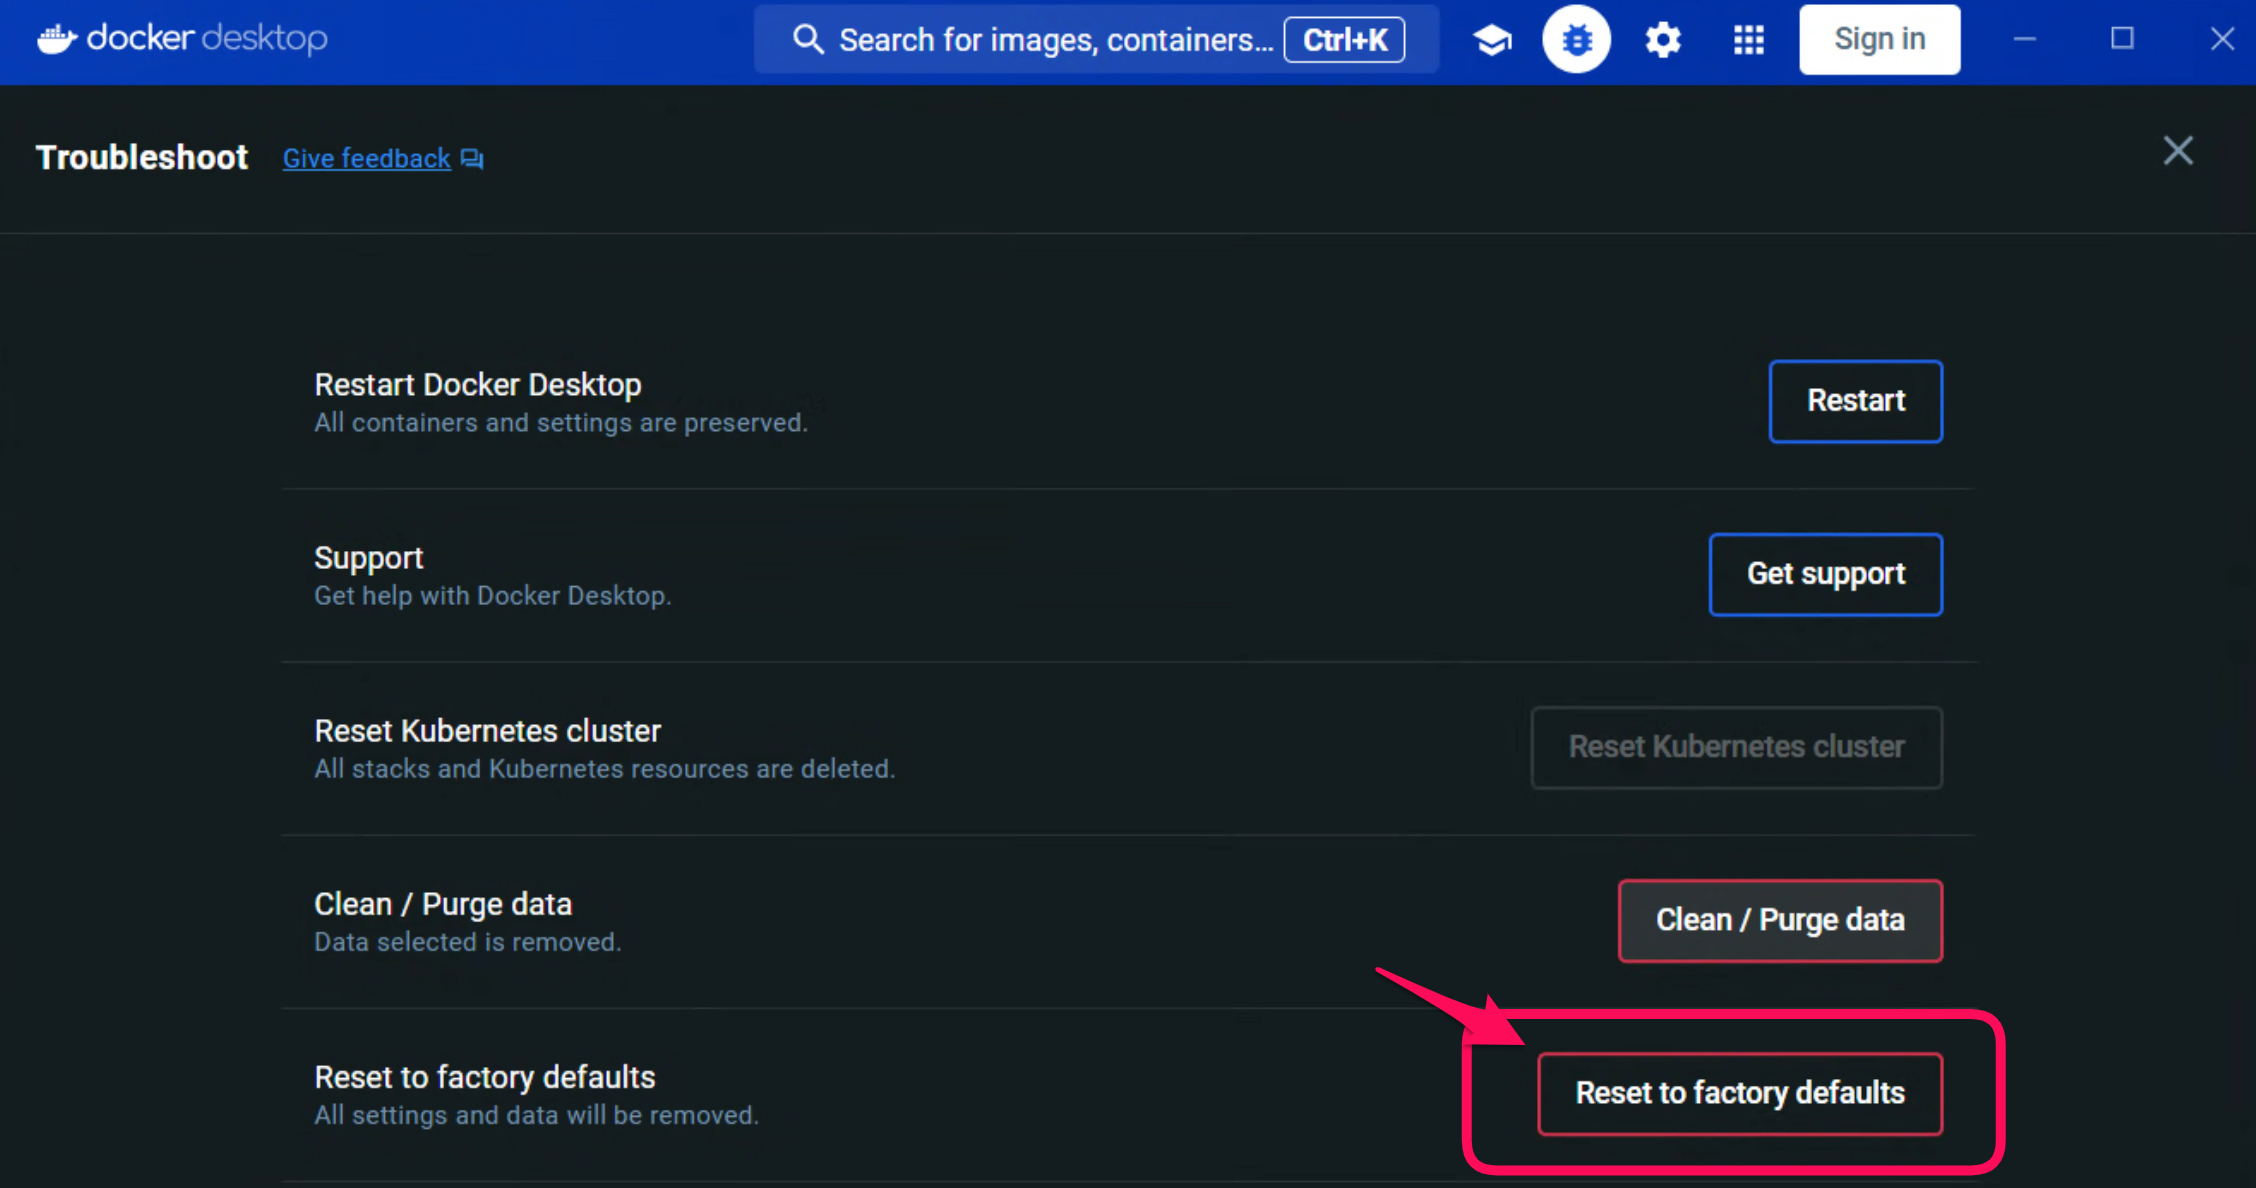 docker desktop
Search for images, containers... Ctrl+K
Sign in
Troubleshoot Give feedback
Restart Docker Desktop
All containers and settings are preserved.
Restart
Support
Get help with Docker Desktop.
Get support
Reset Kubernetes cluster
All stacks and Kubernetes resources are deleted.
Reset Kubernetes cluster
Clean / Purge data
Data selected is removed.
Clean / Purge data
Reset to factory defaults
All settings and data will be removed.
Reset to factory defaults